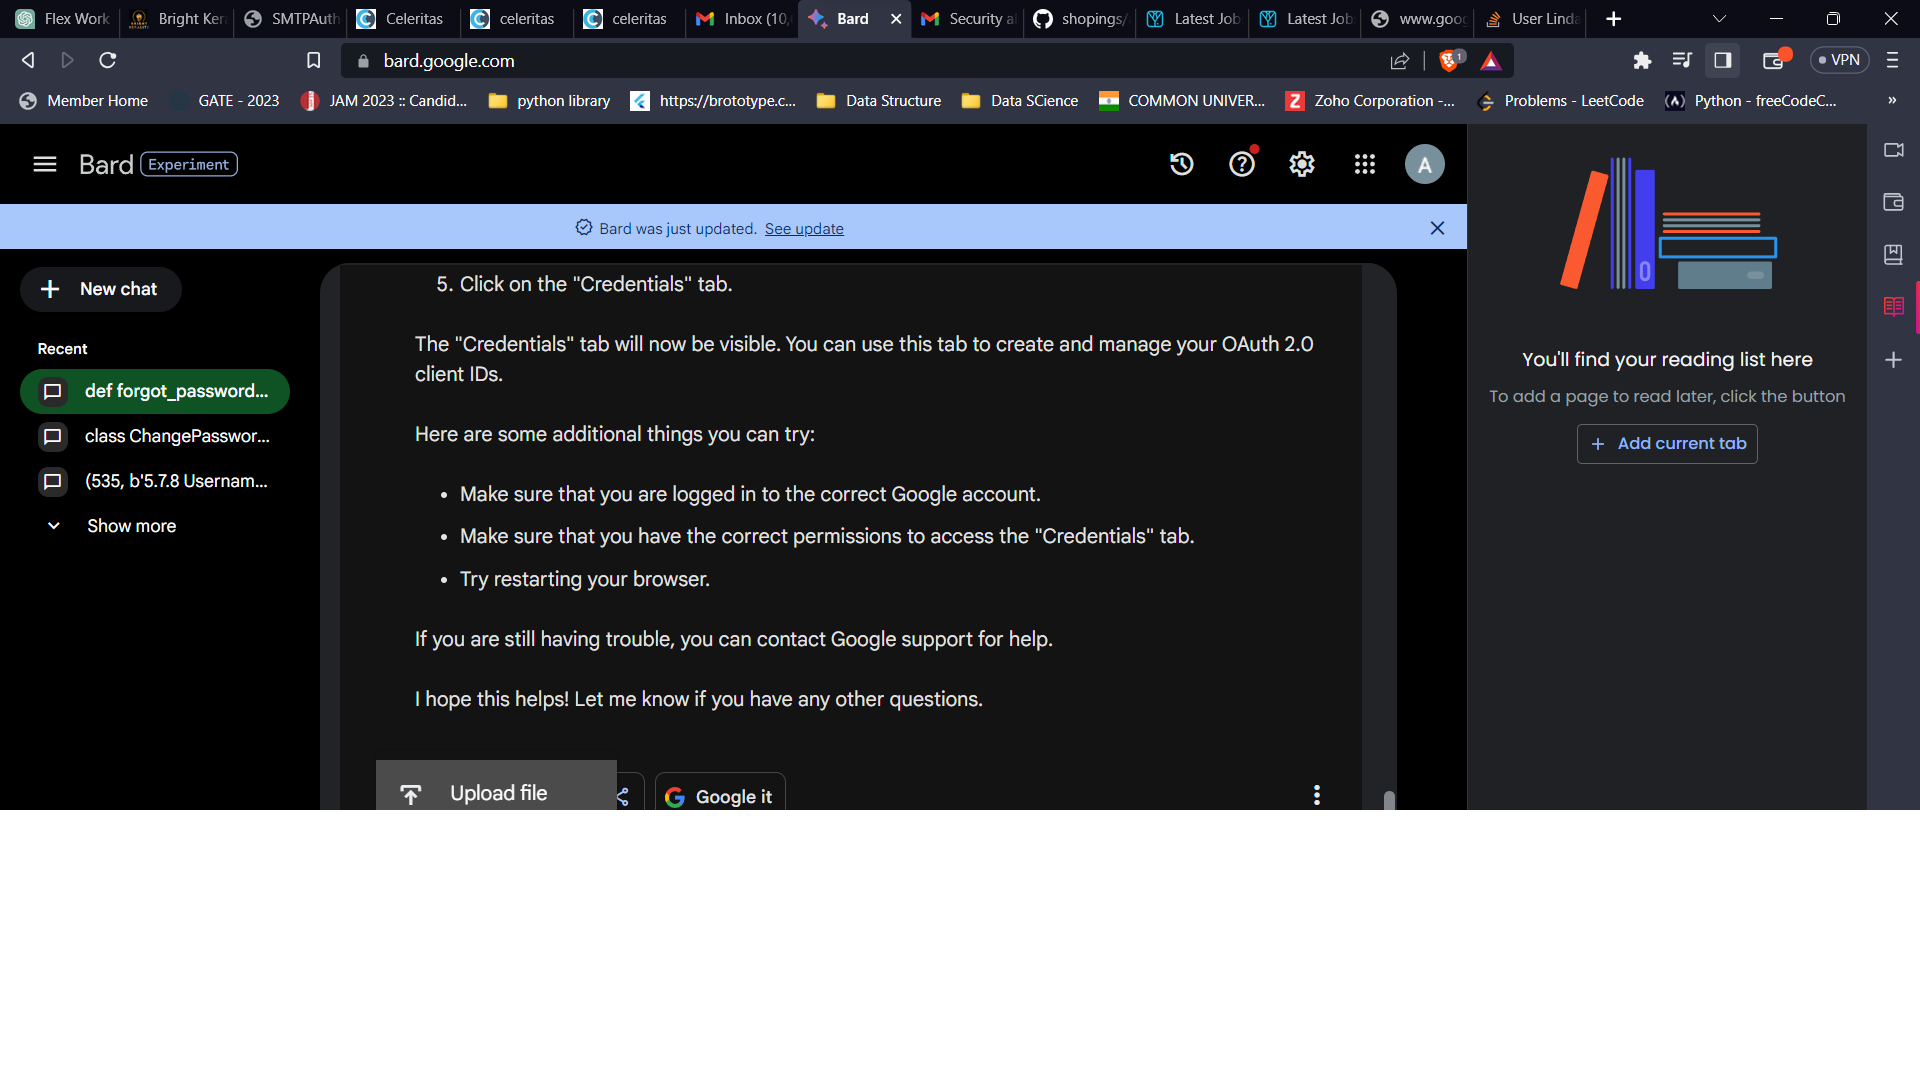 Flex Work
Bright Ker
SMTPAuth
Celeritas
celeritas
celeritas
Inbox (10,
Bard
Security al
shopings/
Latest Job
Latest Job
www.goog
User Linda
bard.google.com
1
VPN
Member Home
GATE - 2023
JAM 2023 :: Candid...
python library
https://brototype.c...
Data Structure
Data SCience
COMMON UNIVER...
Zoho Corporation -...
Problems - LeetCode
Python - freeCodeC...
»
Bard Experiment
A
Bard was just updated. See update
New chat
Recent
def forgot_password...
class ChangePasswor...
(535, b'5.7.8 Usernam...
Show more
5. Click on the "Credentials" tab.
The "Credentials" tab will now be visible. You can use this tab to create and manage your OAuth 2.0
client IDs.
Here are some additional things you can try:
• Make sure that you are logged in to the correct Google account.
• Make sure that you have the correct permissions to access the "Credentials" tab.
• Try restarting your browser.
If you are still having trouble, you can contact Google support for help.
I hope this helps! Let me know if you have any other questions.
Upload file
Google it
You'll find your reading list here
To add a page to read later, click the button
+ Add current tab